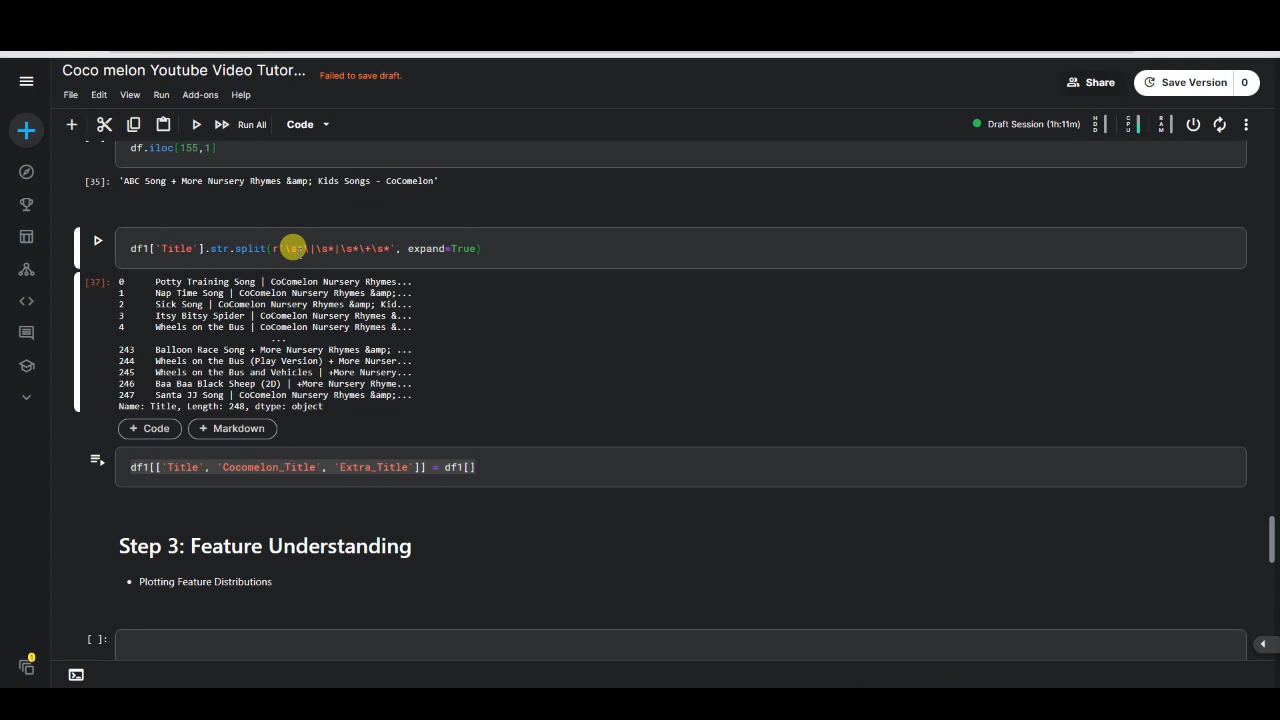 Coco melon Youtube Video Tutor... Failed to save draft.
Share
Save Version 0
File Edit View Run Add-ons Help
Run All
Code
Draft Session (1h:11m)
HDD
CPU
RAM
df.iloc[155,1]
[35]: 'ABC Song + More Nursery Rhymes &amp; Kids Songs - CoComelon'
df1['Title'].str.split(r'\s*\|\s*|\s*\+\s*', expand=True)
[37]: 0 Potty Training Song | CoComelon Nursery Rhymes...
1 Nap Time Song | CoComelon Nursery Rhymes &amp;...
2 Sick Song | CoComelon Nursery Rhymes &amp; Kid...
3 Itsy Bitsy Spider | CoComelon Nursery Rhymes &...
4 Wheels on the Bus | CoComelon Nursery Rhymes &...
...
243 Balloon Race Song + More Nursery Rhymes &amp; ...
244 Wheels on the Bus (Play Version) + More Nurser...
245 Wheels on the Bus and Vehicles | +More Nursery...
246 Baa Baa Black Sheep (2D) | +More Nursery Rhyme...
247 Santa JJ Song | CoComelon Nursery Rhymes &amp;...
Name: Title, Length: 248, dtype: object
+ Code + Markdown
df1[['Title', 'Cocomelon_Title', 'Extra_Title']] = df1[]
Step 3: Feature Understanding
• Plotting Feature Distributions
[ ]:
1